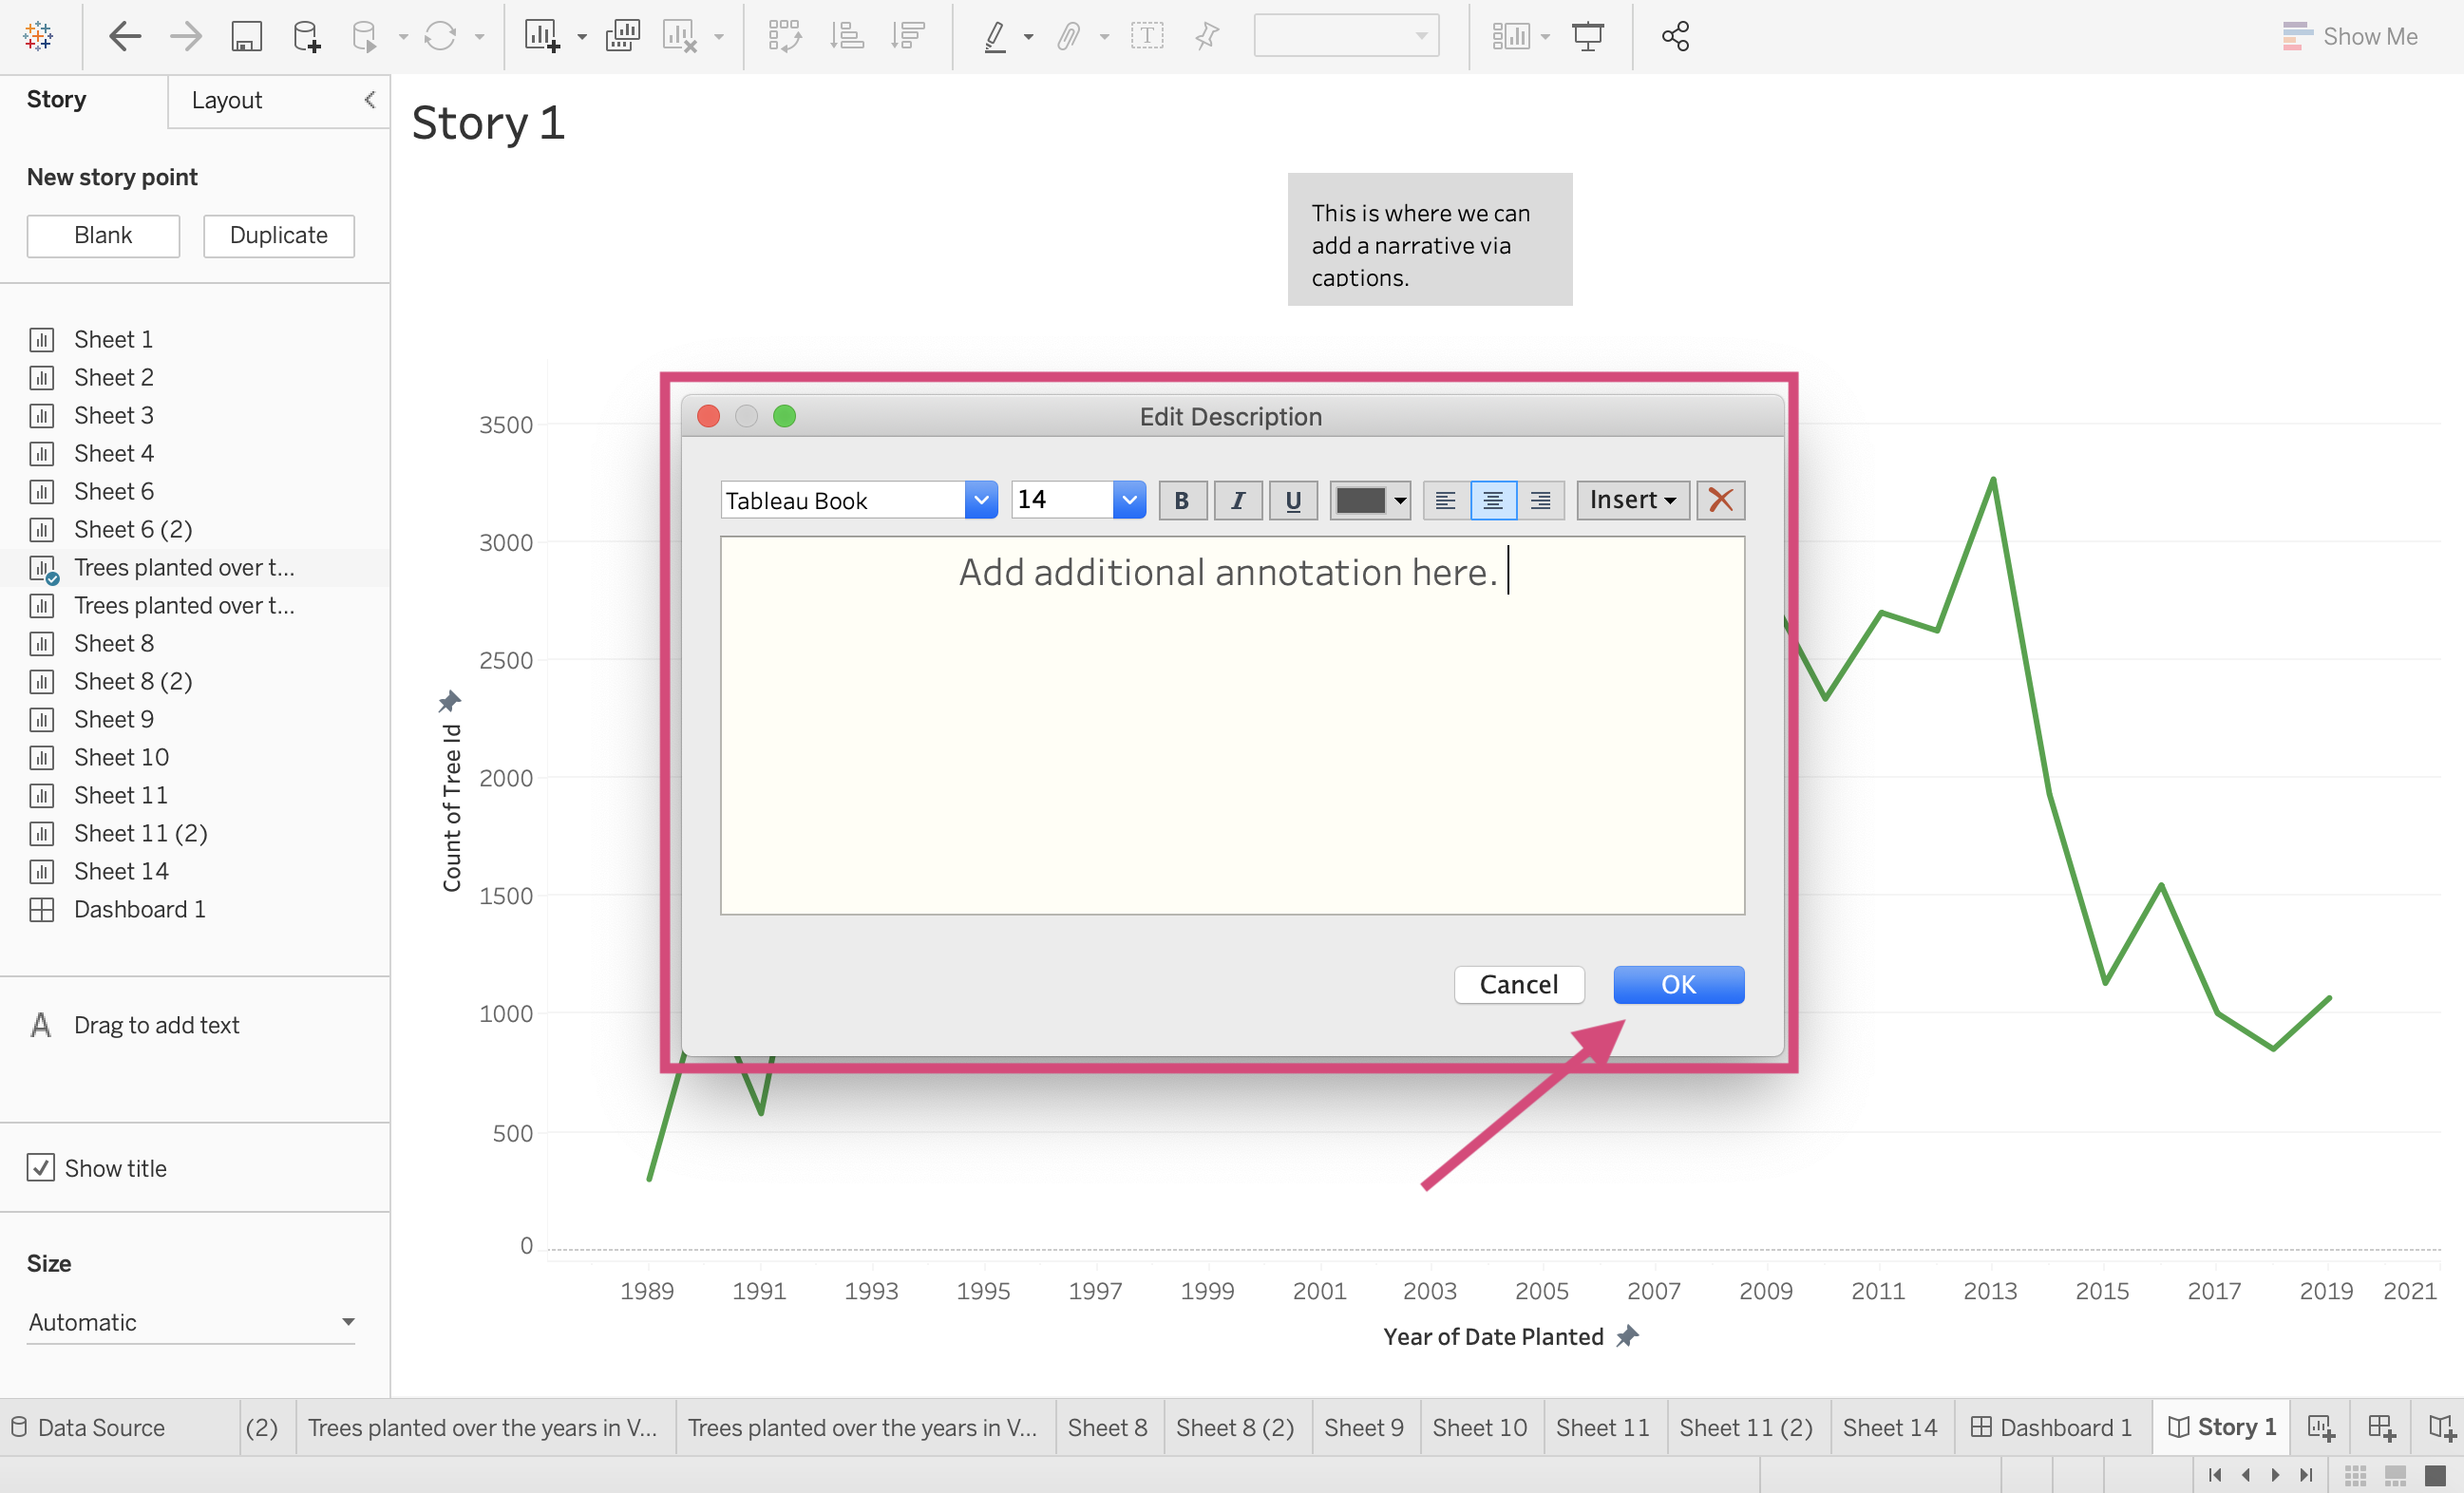 Show Me
Story
Layout
New story point
Blank
Duplicate
Sheet 1
Sheet 2
Sheet 3
Sheet 4
Sheet 6
Sheet 6 (2)
Trees planted over t...
Trees planted over t...
Sheet 8
Sheet 8 (2)
Sheet 9
Sheet 10
Sheet 11
Sheet 11 (2)
Sheet 14
Dashboard 1
A Drag to add text
Show title
Size
Automatic
Story 1
This is where we can
add a narrative via
captions.
Edit Description
Tableau Book
14
B
I
U
Insert
Add additional annotation here.
Cancel
OK
Count of Tree Id
3500
3000
2500
2000
1500
1000
500
0
1989 1991 1993 1995 1997 1999 2001 2003 2005 2007 2009 2011 2013 2015 2017 2019 2021
Year of Date Planted
Data Source
(2)
Trees planted over the years in V...
Trees planted over the years in V...
Sheet 8
Sheet 8 (2)
Sheet 9
Sheet 10
Sheet 11
Sheet 11 (2)
Sheet 14
Dashboard 1
Story 1